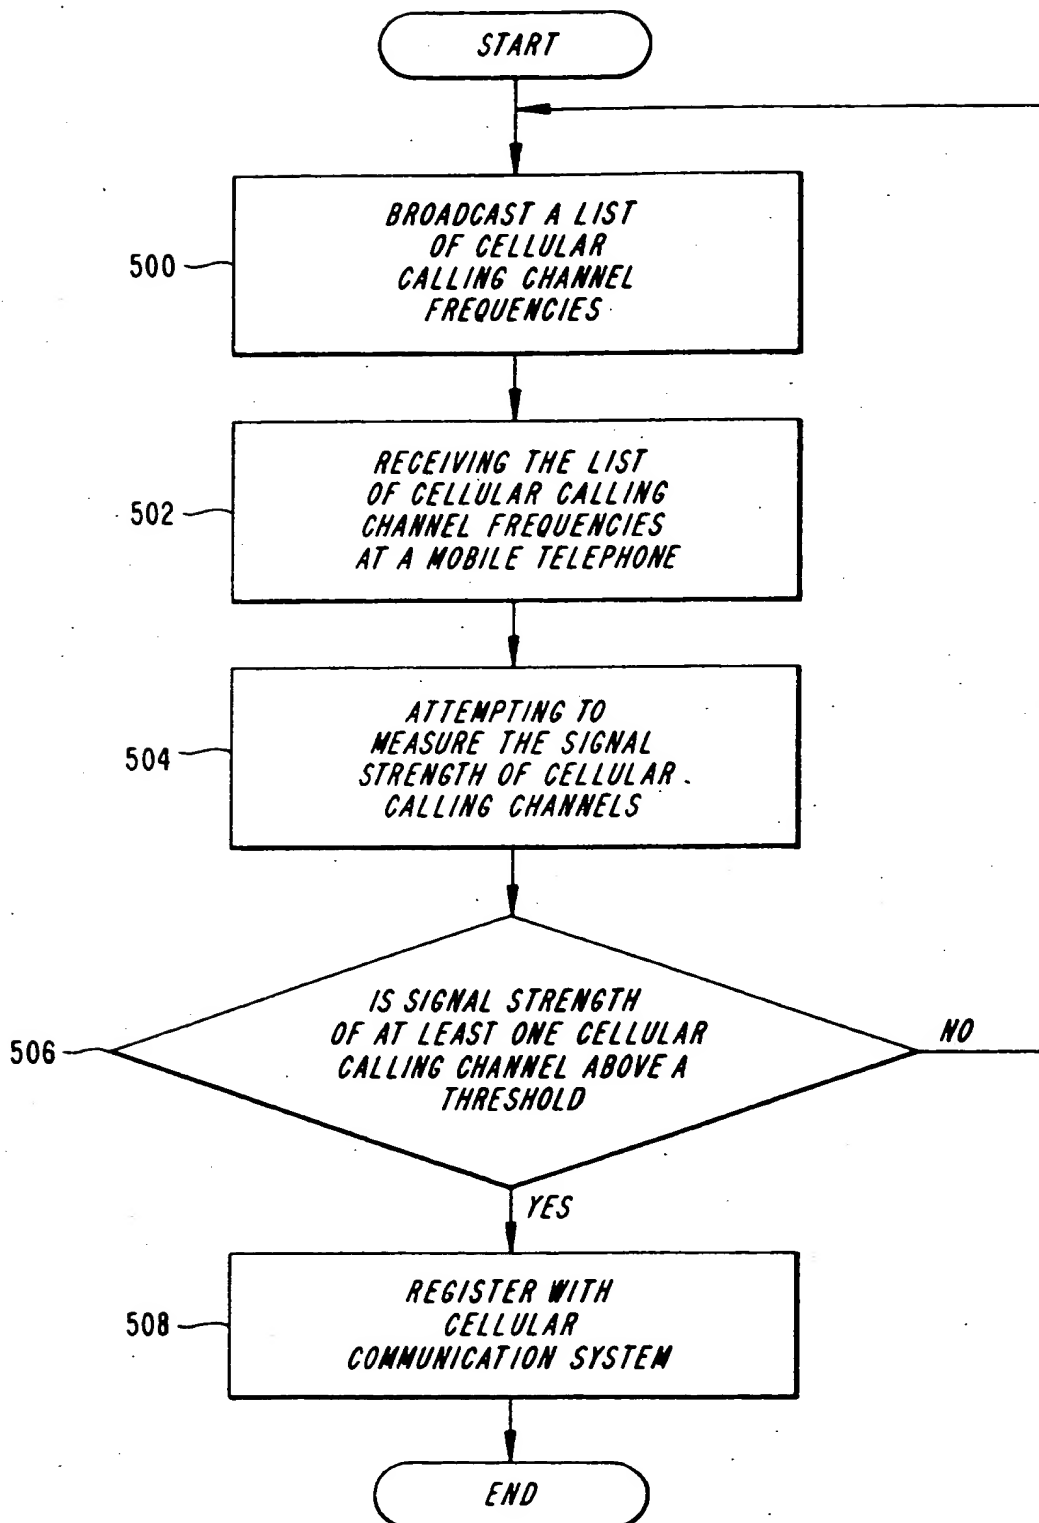 START
BROADCAST A LIST
OF CELLULAR
CALLING CHANNEL
FREQUENCIES
500
RECEIVING THE LIST
OF CELLULAR CALLING
CHANNEL FREQUENCIES
AT A MOBILE TELEPHONE
502
ATTEMPTING TO
MEASURE THE SIGNAL
STRENGTH OF CELLULAR
CALLING CHANNELS
504
IS SIGNAL STRENGTH
OF AT LEAST ONE CELLULAR
CALLING CHANNEL ABOVE A
THRESHOLD
506
NO
YES
REGISTER WITH
CELLULAR
COMMUNICATION SYSTEM
508
END